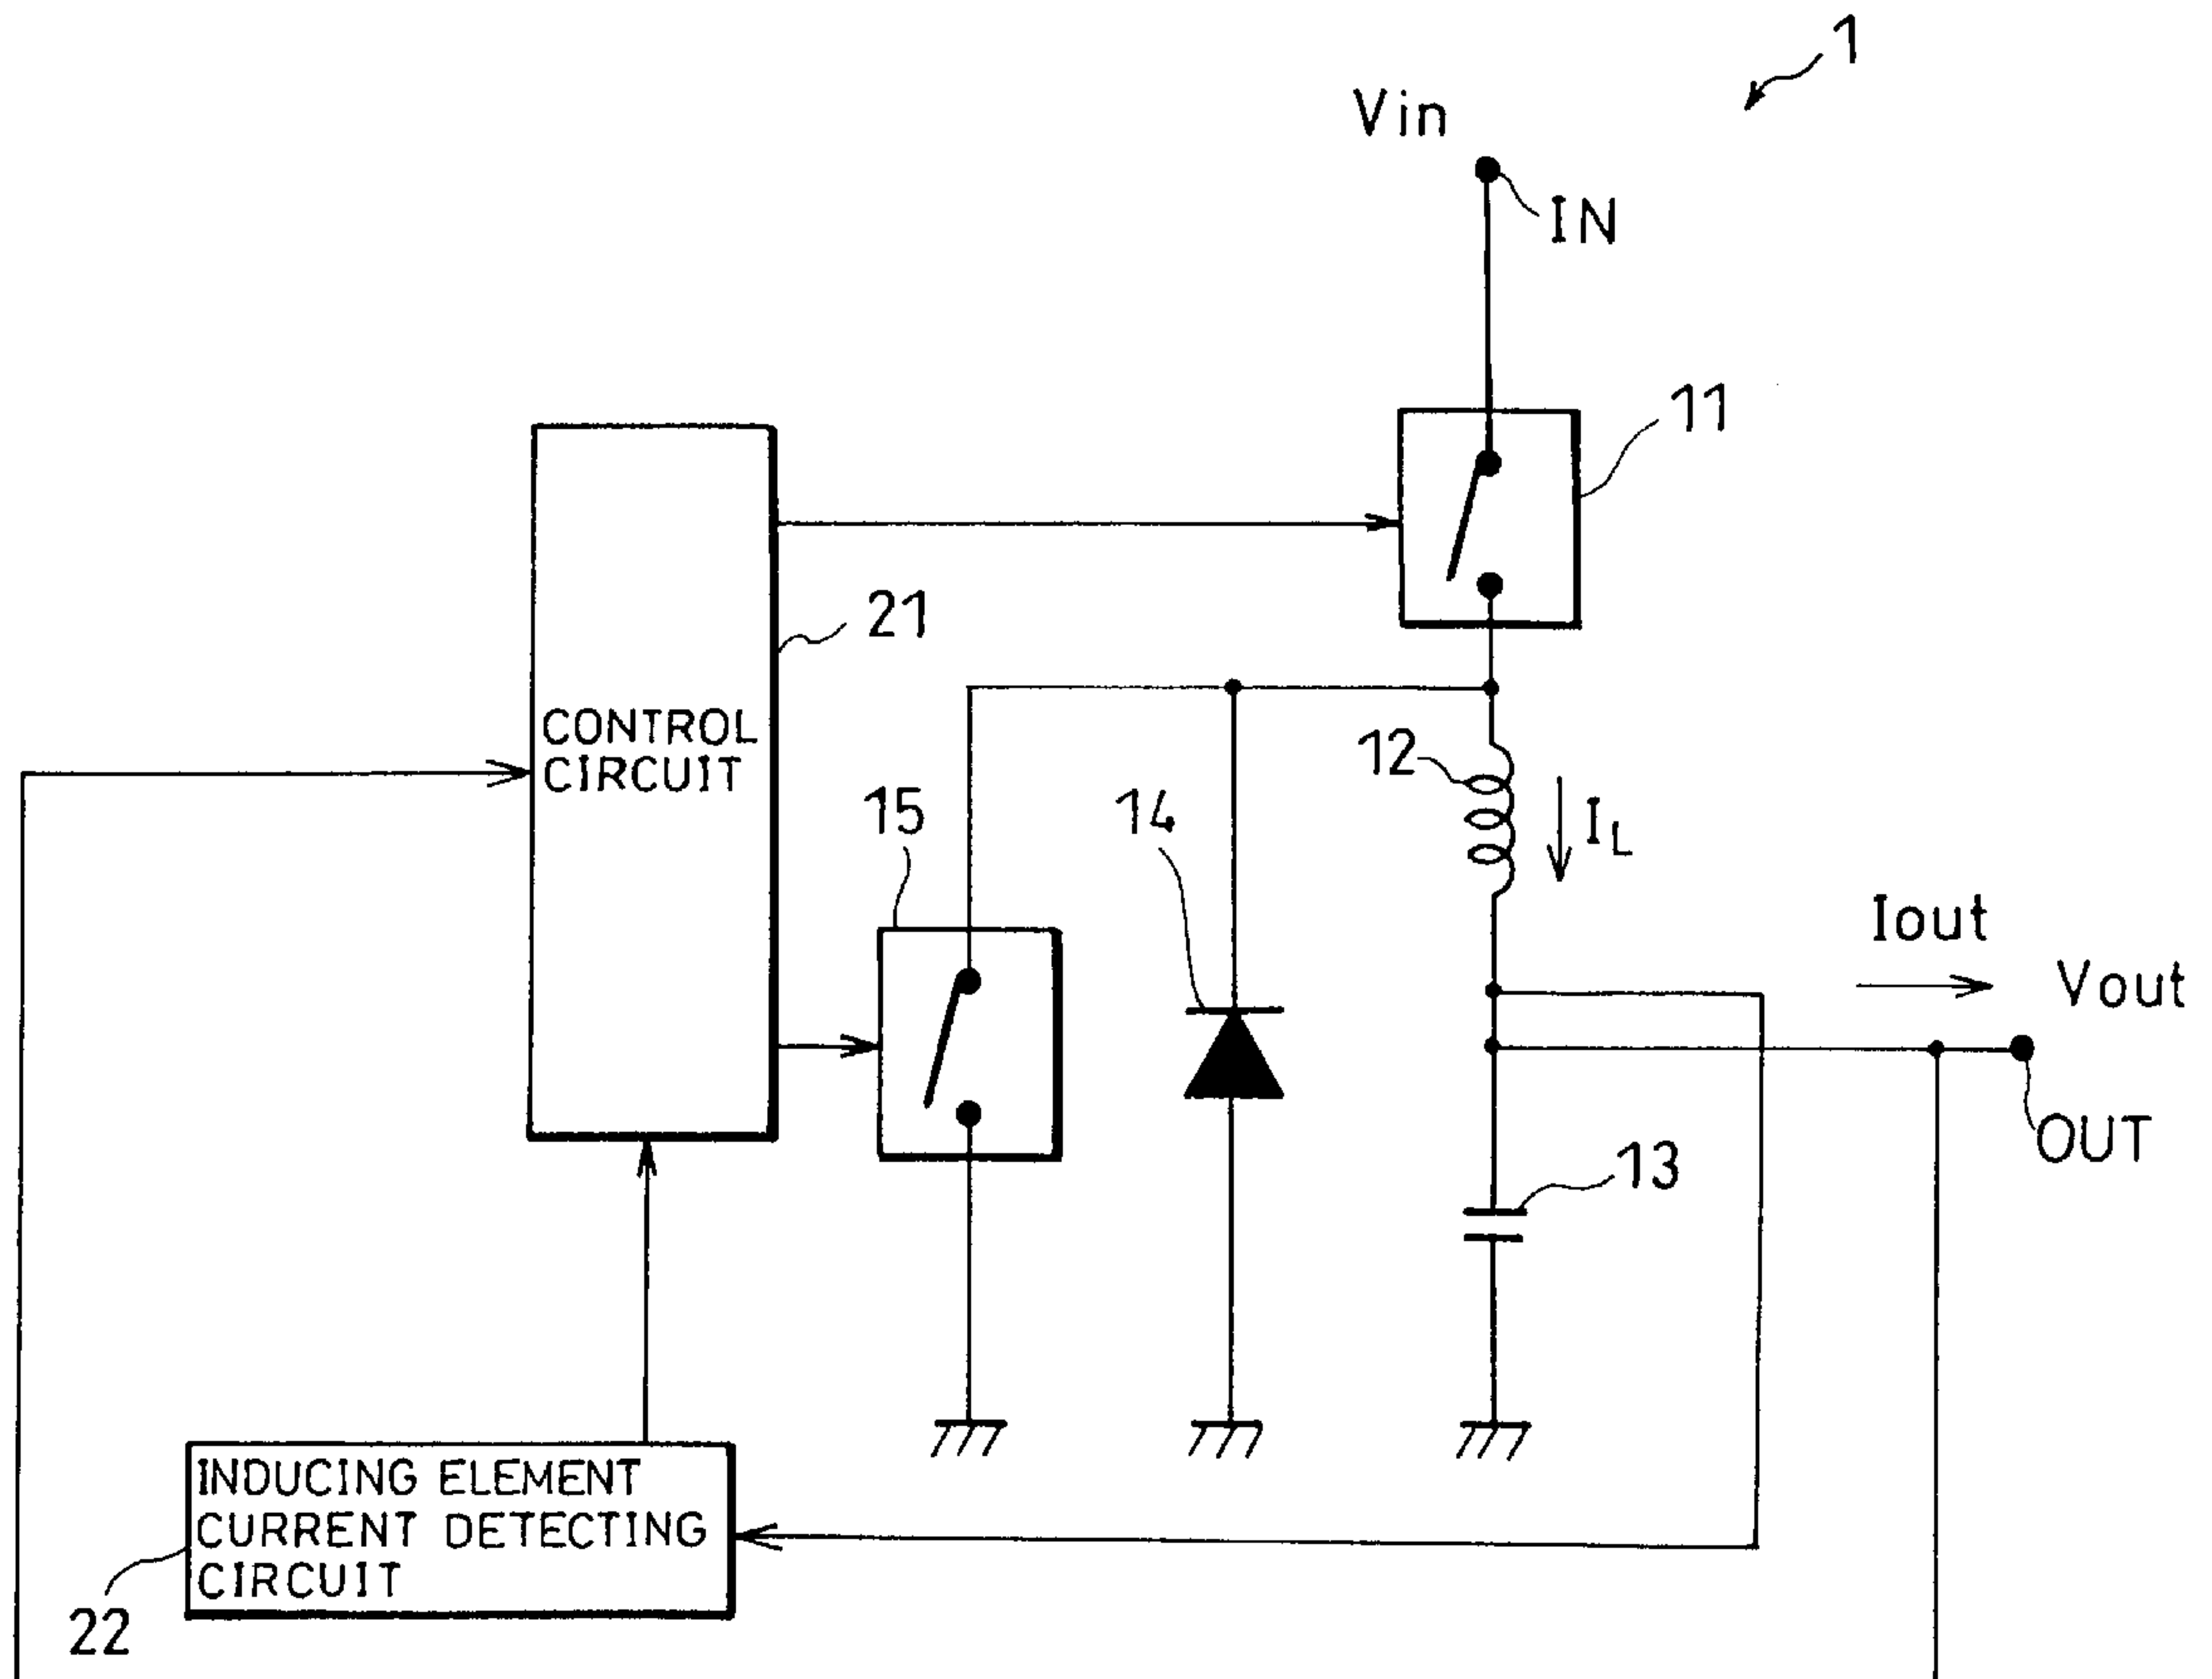 1
Vin
IN
11
21
CONTROL
CIRCUIT
12
15
14
IL
Iout
Vout
OUT
13
INDUCING ELEMENT
CURRENT DETECTING
CIRCUIT
22